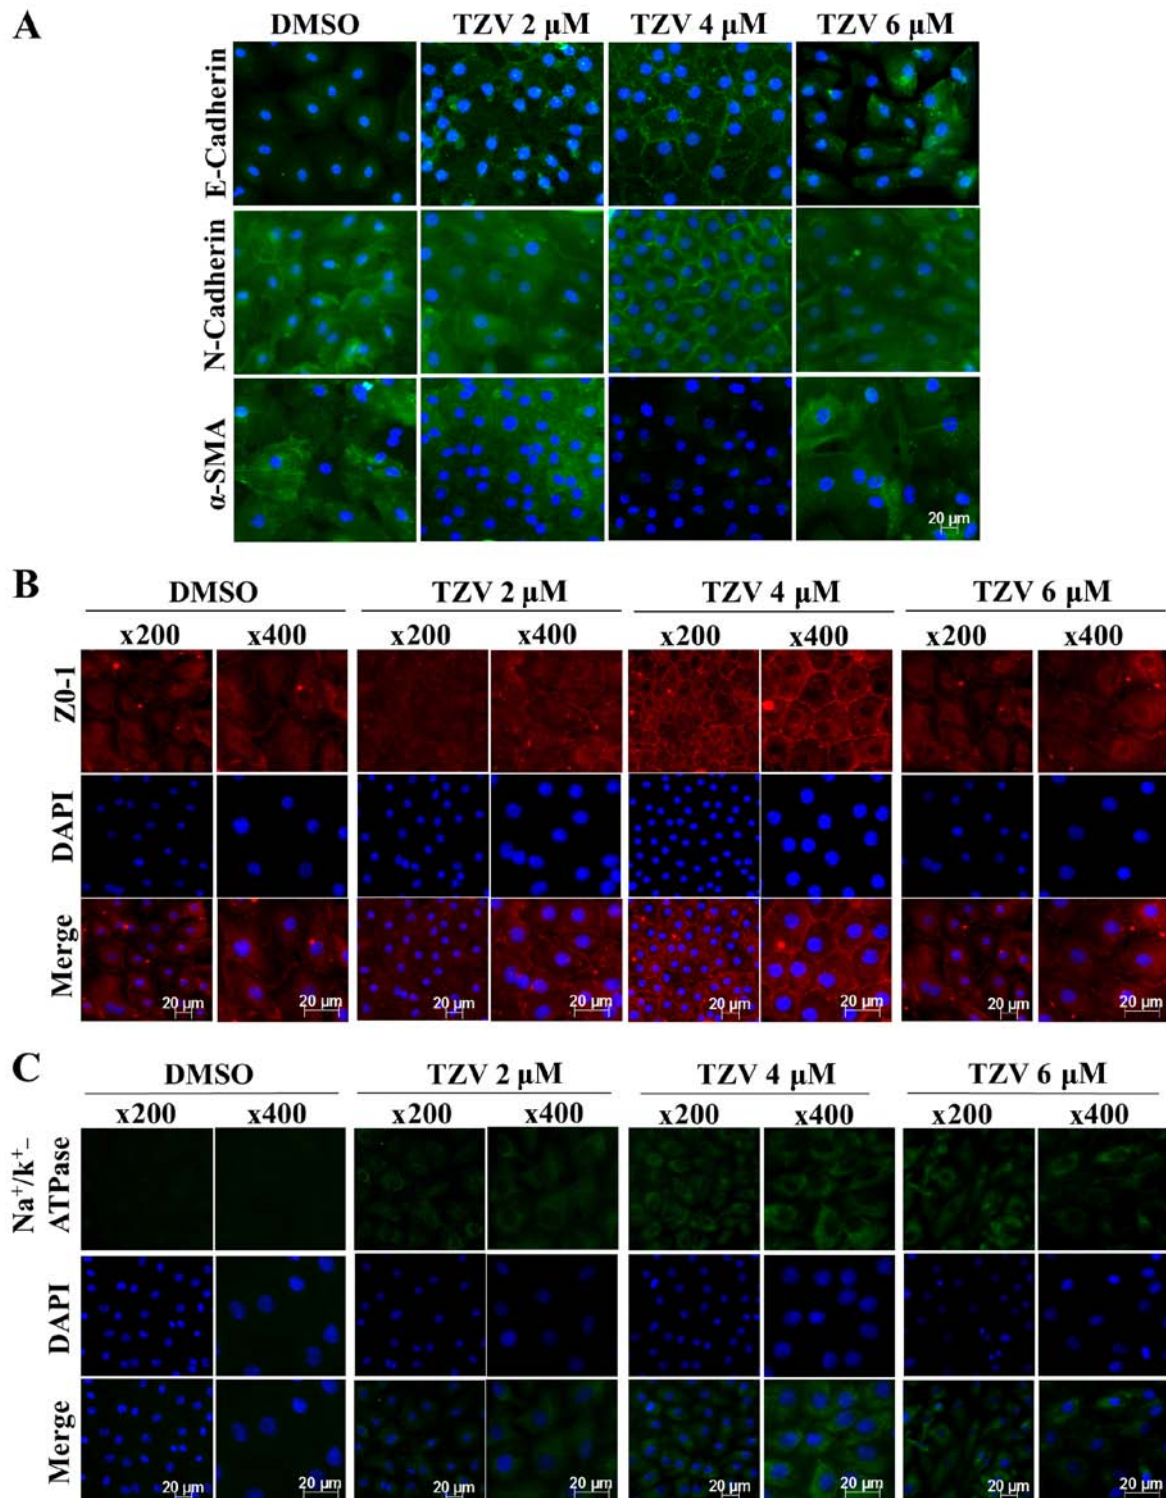 A
DMSO TZV 2 μM TZV 4 μM TZV 6 μM
E-Cadherin
N-Cadherin
α-SMA
20 μm
B
DMSO TZV 2 μM TZV 4 μM TZV 6 μM
x200 x400 x200 x400 x200 x400 x200 x400
Z0-1
DAPI
Merge
20 μm 20 μm 20 μm 20 μm 20 μm 20 μm 20 μm 20 μm
C
DMSO TZV 2 μM TZV 4 μM TZV 6 μM
x200 x400 x200 x400 x200 x400 x200 x400
Na⁺/k⁺–
ATPase
DAPI
Merge
20 μm 20 μm 20 μm 20 μm 20 μm 20 μm 20 μm 20 μm